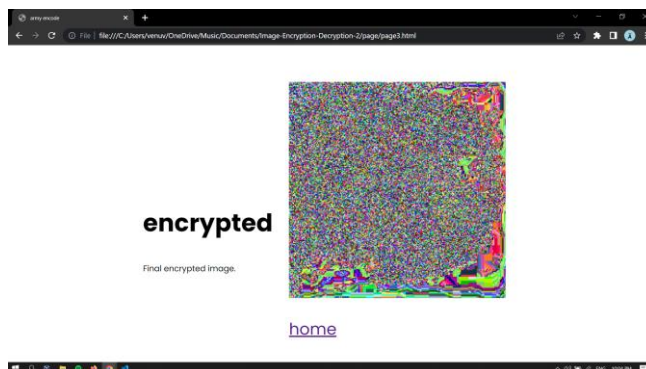 army encode
File | file:///C:/Users/venuv/OneDrive/Music/Documents/Image-Encryption-Decryption-2/page/page3.html
encrypted
Final encrypted image.
home